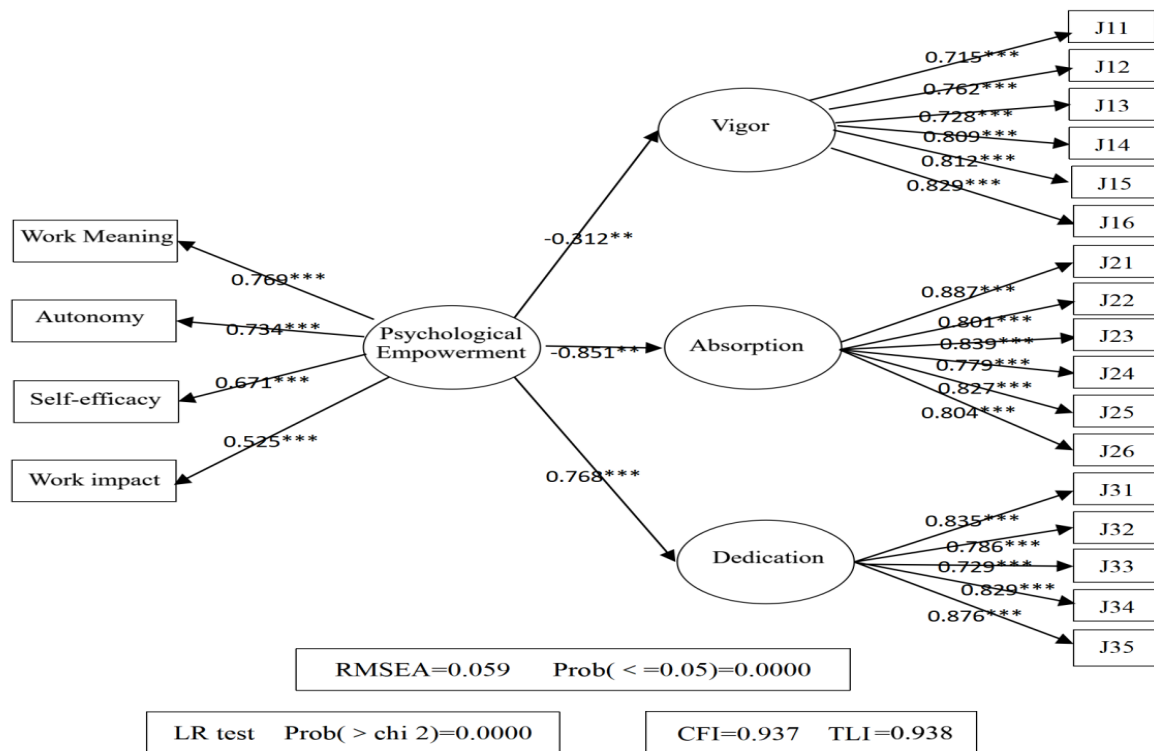 J11
0.715***
J12
0.762***
J13
0.728***
Vigor
J14
0.809***
0.812***
J15
0.829***
J16
Work Meaning
-0.312**
J21
0.769***
0.887***
J22
Autonomy
0.734***
Psychological
Empowerment
-0.851**
Absorption
0.801***
J23
0.839***
0.779***
J24
Self-efficacy
0.671***
0.827***
J25
0.804***
J26
Work impact
0.525***
0.768***
J31
0.835***
J32
0.786***
Dedication
0.729***
J33
0.829***
J34
0.876***
J35
RMSEA=0.059 Prob( < =0.05)=0.0000
LR test Prob( > chi 2)=0.0000
CFI=0.937 TLI=0.938